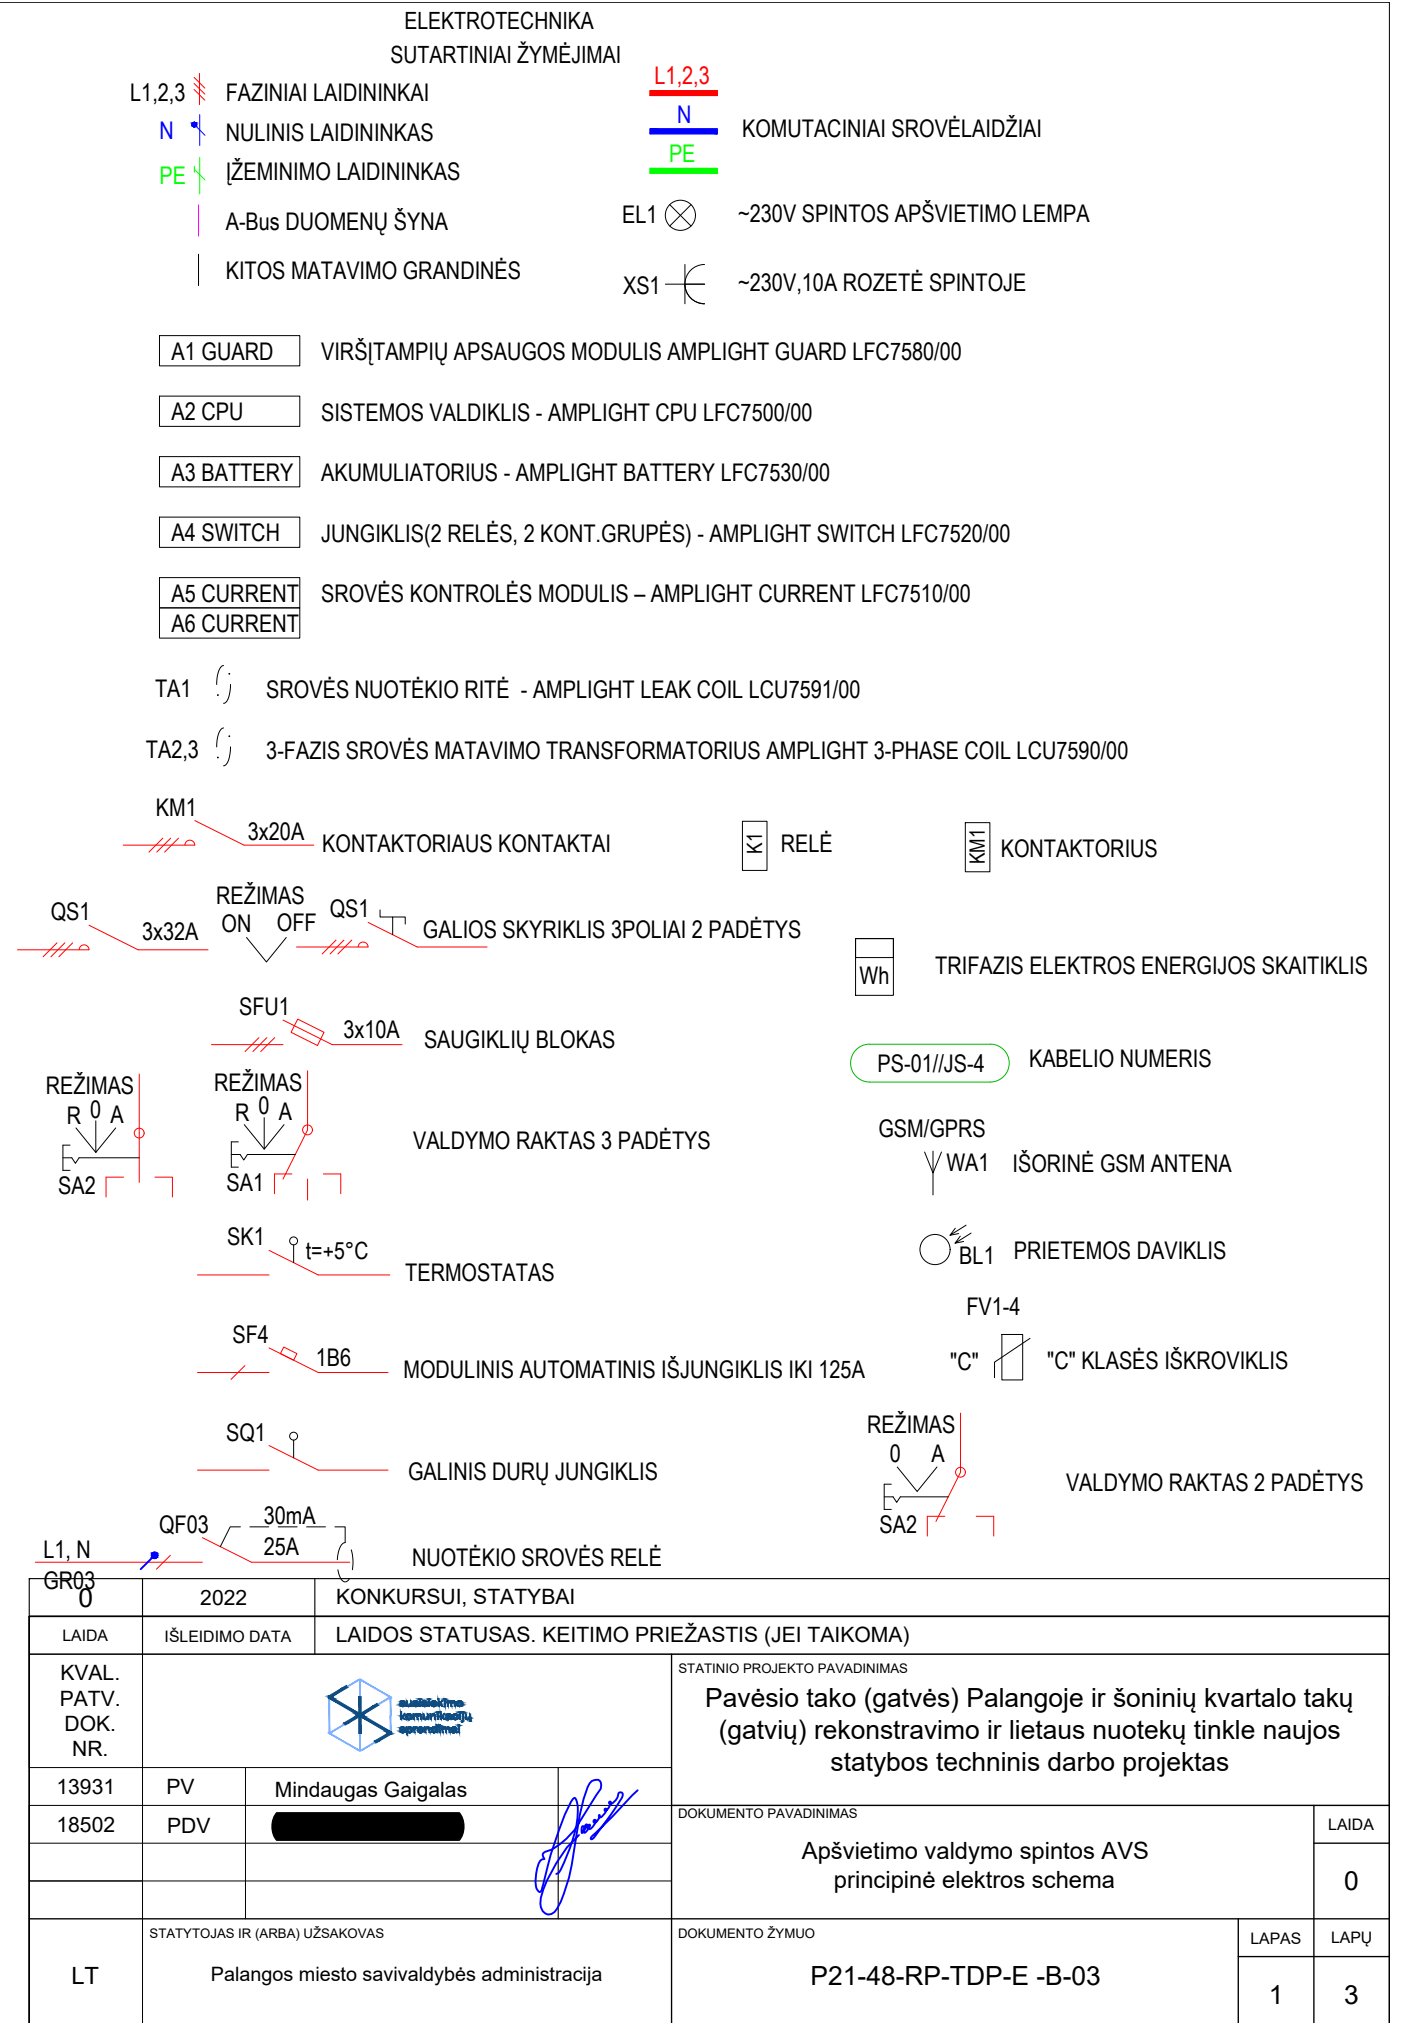 ELEKTROTECHNIKA
SUTARTINIAI ŽYMĖJIMAI
L1,2,3 FAZINIAI LAIDININKAI
N NULINIS LAIDININKAS
PE ĮŽEMINIMO LAIDININKAS
A-Bus DUOMENŲ ŠYNA
KITOS MATAVIMO GRANDINĖS
L1,2,3
N
PE
KOMUTACINIAI SROVĖLAIDŽIAI
EL1 ~230V SPINTOS APŠVIETIMO LEMPA
XS1 ~230V,10A ROZETĖ SPINTOJE
A1 GUARD VIRŠĮTAMPIŲ APSAUGOS MODULIS AMPLIGHT GUARD LFC7580/00
A2 CPU SISTEMOS VALDIKLIS - AMPLIGHT CPU LFC7500/00
A3 BATTERY AKUMULIATORIUS - AMPLIGHT BATTERY LFC7530/00
A4 SWITCH JUNGIKLIS(2 RELĖS, 2 KONT.GRUPĖS) - AMPLIGHT SWITCH LFC7520/00
A5 CURRENT SROVĖS KONTROLĖS MODULIS – AMPLIGHT CURRENT LFC7510/00
A6 CURRENT
TA1 SROVĖS NUOTĖKIO RITĖ - AMPLIGHT LEAK COIL LCU7591/00
TA2,3 3-FAZIS SROVĖS MATAVIMO TRANSFORMATORIUS AMPLIGHT 3-PHASE COIL LCU7590/00
KM1 3x20A KONTAKTORIAUS KONTAKTAI
K1 RELĖ
KM1 KONTAKTORIUS
QS1 3x32A
REŽIMAS
ON OFF
QS1 GALIOS SKYRIKLIS 3POLIAI 2 PADĖTYS
Wh TRIFAZIS ELEKTROS ENERGIJOS SKAITIKLIS
SFU1 3x10A SAUGIKLIŲ BLOKAS
PS-01//JS-4 KABELIO NUMERIS
REŽIMAS
R 0 A
SA2
REŽIMAS
R 0 A
SA1
VALDYMO RAKTAS 3 PADĖTYS
GSM/GPRS
WA1 IŠORINĖ GSM ANTENA
SK1 t=+5°C TERMOSTATAS
BL1 PRIETEMOS DAVIKLIS
FV1-4
"C" "C" KLASĖS IŠKROVIKLIS
SF4 1B6 MODULINIS AUTOMATINIS IŠJUNGIKLIS IKI 125A
SQ1 GALINIS DURŲ JUNGIKLIS
REŽIMAS
0 A
SA2
VALDYMO RAKTAS 2 PADĖTYS
L1, N
GR03
QF03 30mA
25A
NUOTĖKIO SROVĖS RELĖ
0 2022 KONKURSUI, STATYBAI
LAIDA IŠLEIDIMO DATA LAIDOS STATUSAS. KEITIMO PRIEŽASTIS (JEI TAIKOMA)
KVAL.
PATV.
DOK.
NR.
STATINIO PROJEKTO PAVADINIMAS
Pavėsio tako (gatvės) Palangoje ir šoninių kvartalo takų
(gatvių) rekonstravimo ir lietaus nuotekų tinkle naujos
statybos techninis darbo projektas
13931 PV Mindaugas Gaigalas
18502 PDV
DOKUMENTO PAVADINIMAS
Apšvietimo valdymo spintos AVS
principinė elektros schema
LAIDA
0
LT
STATYTOJAS IR (ARBA) UŽSAKOVAS
Palangos miesto savivaldybės administracija
DOKUMENTO ŽYMUO
P21-48-RP-TDP-E -B-03
LAPAS LAPŲ
1 3